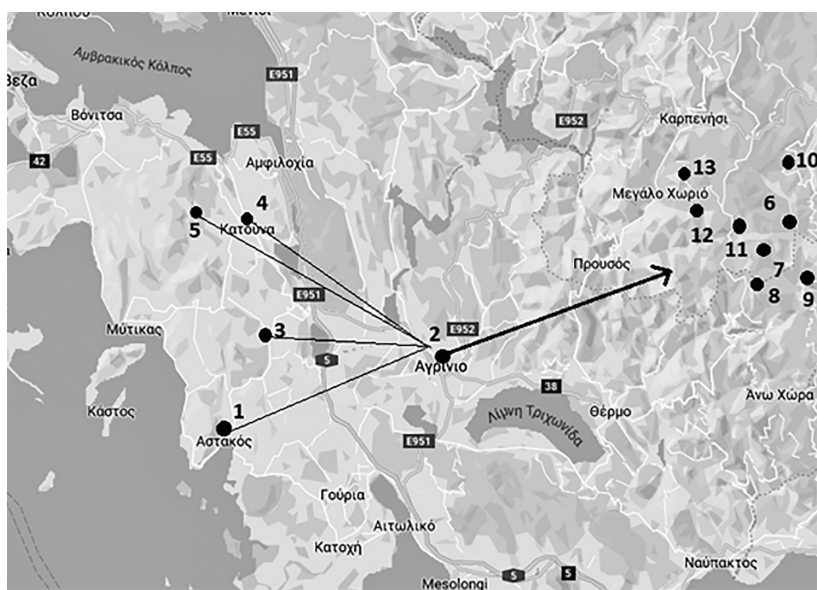 Μενίδι
Αμβρακικός Κόλπος
E951
Βόνιτσα
E952
Καρπενήσι
E55
E55
42
Αμφιλοχία
13
10
Μεγάλο Χωριό
4
5
Κατούνα
6
12
11
7
Προυσός
8
9
E951
Μύτικας
3
2
E952
5
Αγρίνιο
38
Κάστος
1
Αστακός
Λίμνη Τριχωνίδα
Θέρμο
Άνω Χώρα
E951
Γούρια
Αιτωλικό
Κατοχή
Ναύπακτος
Mesolongi
5
5